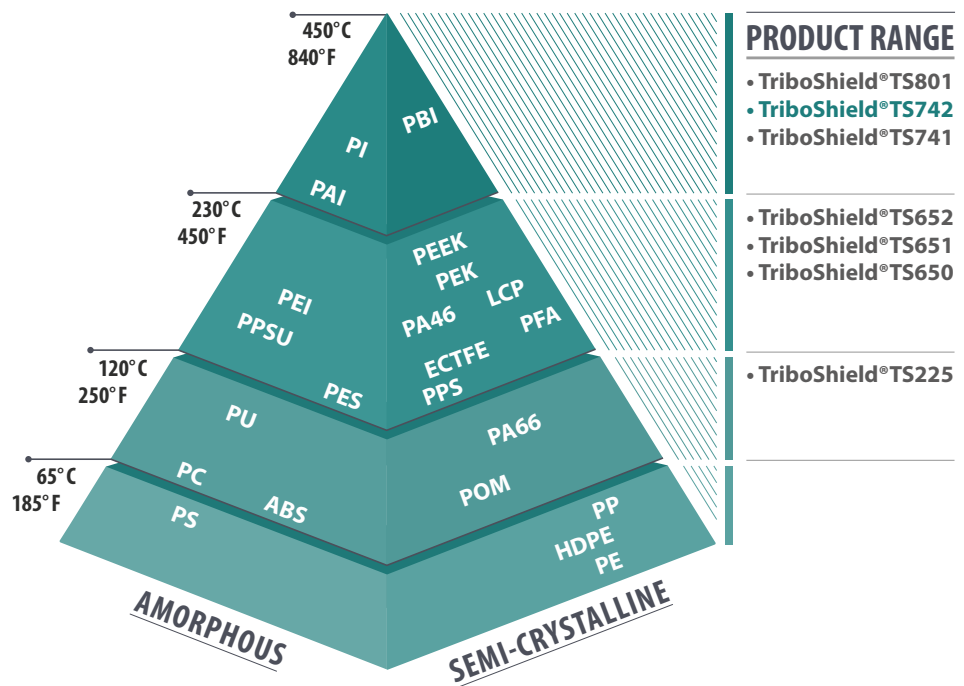 450°C
840°F
PRODUCT RANGE
• TriboShield®TS801
• TriboShield®TS742
• TriboShield®TS741
PBI
PI
PAI
230°C
450°F
• TriboShield®TS652
• TriboShield®TS651
• TriboShield®TS650
PEEK
PEK
LCP
PEI
PA46
PFA
PPSU
ECTFE
PES
PPS
120°C
250°F
• TriboShield®TS225
PU
PA66
PC
POM
ABS
65°C
185°F
PS
PP
HDPE
PE
AMORPHOUS
SEMI-CRYSTALLINE